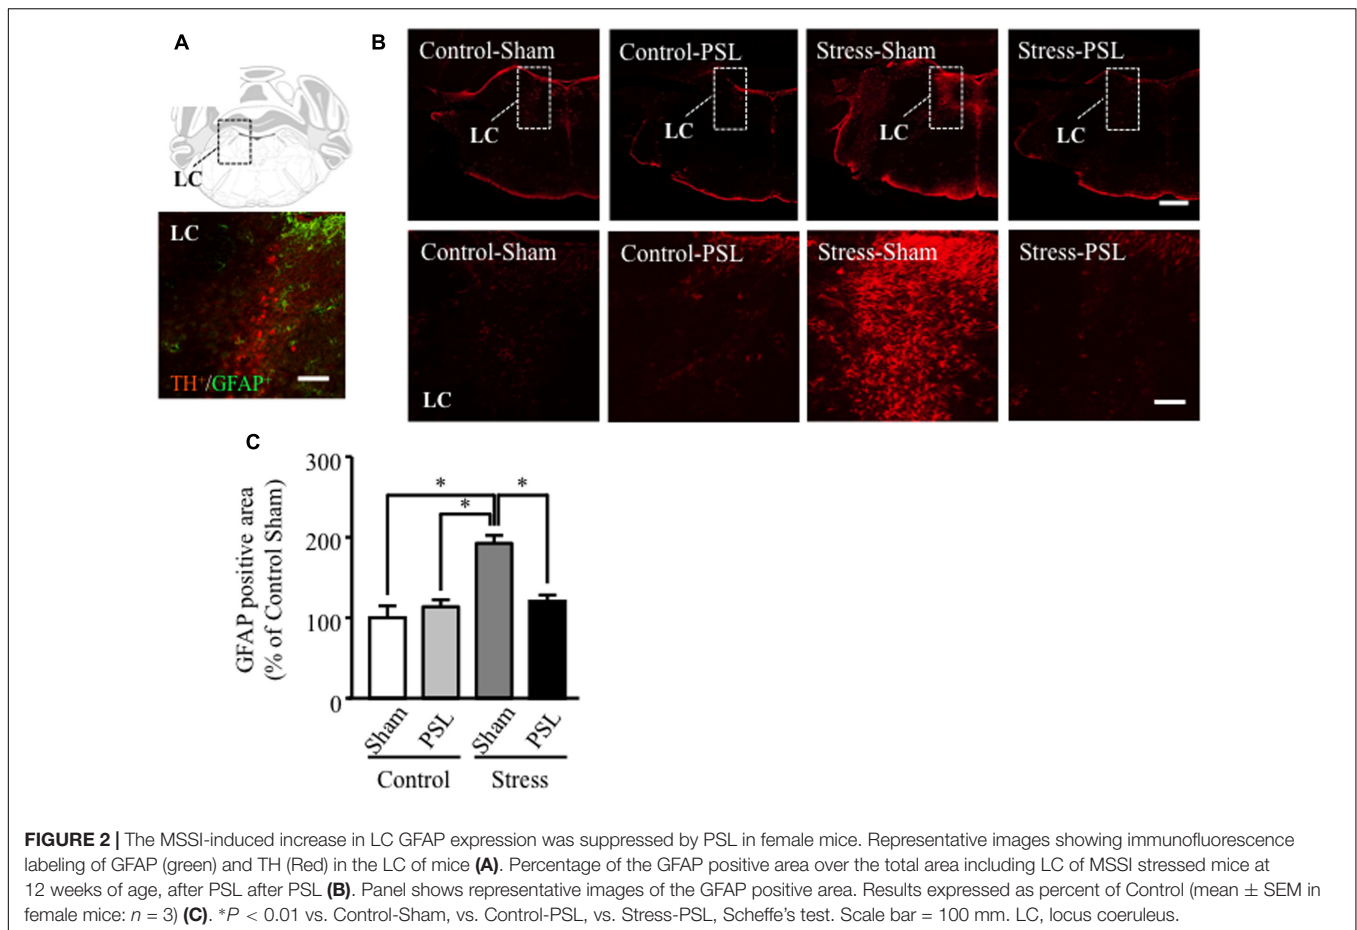 A
LC
LC
TH+/GFAP+
B
Control-Sham
LC
Control-PSL
LC
Stress-Sham
LC
Stress-PSL
LC
Control-Sham
LC
Control-PSL
Stress-Sham
Stress-PSL
C
GFAP positive area
(% of Control Sham)
300
200
100
0
*
*
*
Sham
PSL
Sham
PSL
Control
Stress
FIGURE 2 | The MSSI-induced increase in LC GFAP expression was suppressed by PSL in female mice. Representative images showing immunofluorescence
labeling of GFAP (green) and TH (Red) in the LC of mice (A). Percentage of the GFAP positive area over the total area including LC of MSSI stressed mice at
12 weeks of age, after PSL after PSL (B). Panel shows representative images of the GFAP positive area. Results expressed as percent of Control (mean ± SEM in
female mice: n = 3) (C). *P < 0.01 vs. Control-Sham, vs. Control-PSL, vs. Stress-PSL, Scheffe's test. Scale bar = 100 mm. LC, locus coeruleus.